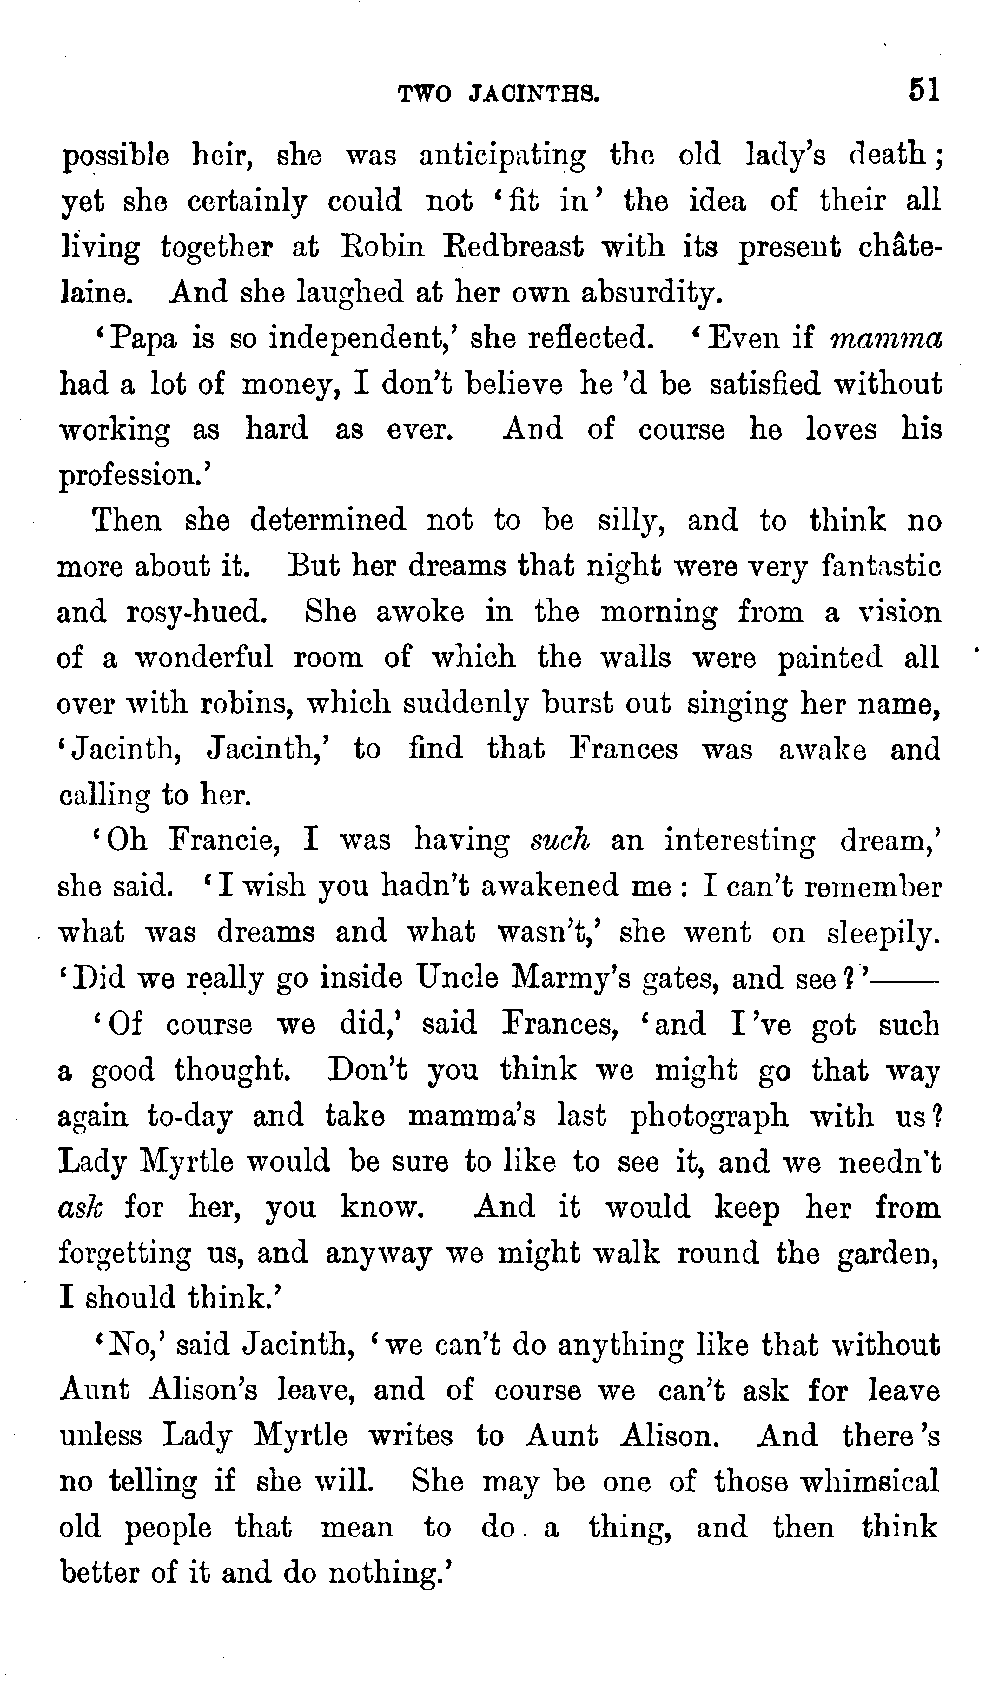 TWO JACINTHS. 51
possible heir, she was anticipating the old lady's death;
yet she certainly could not ‘fit in’ the idea of their all
living together at Robin Redbreast with its present châte-
laine. And she laughed at her own absurdity.
‘Papa is so independent,’ she reflected. ‘Even if mamma
had a lot of money, I don't believe he'd be satisfied without
working as hard as ever. And of course he loves his
profession.’
Then she determined not to be silly, and to think no
more about it. But her dreams that night were very fantastic
and rosy-hued. She awoke in the morning from a vision
of a wonderful room of which the walls were painted all
over with robins, which suddenly burst out singing her name,
‘Jacinth, Jacinth,’ to find that Frances was awake and
calling to her.
‘Oh Francie, I was having such an interesting dream,’
she said. ‘I wish you hadn't awakened me: I can't remember
what was dreams and what wasn't,’ she went on sleepily.
‘Did we really go inside Uncle Marmy's gates, and see?’——
‘Of course we did,’ said Frances, ‘and I've got such
a good thought. Don't you think we might go that way
again to-day and take mamma's last photograph with us?
Lady Myrtle would be sure to like to see it, and we needn't
ask for her, you know. And it would keep her from
forgetting us, and anyway we might walk round the garden,
I should think.’
‘No,’ said Jacinth, ‘we can't do anything like that without
Aunt Alison's leave, and of course we can't ask for leave
unless Lady Myrtle writes to Aunt Alison. And there's
no telling if she will. She may be one of those whimsical
old people that mean to do a thing, and then think
better of it and do nothing.’